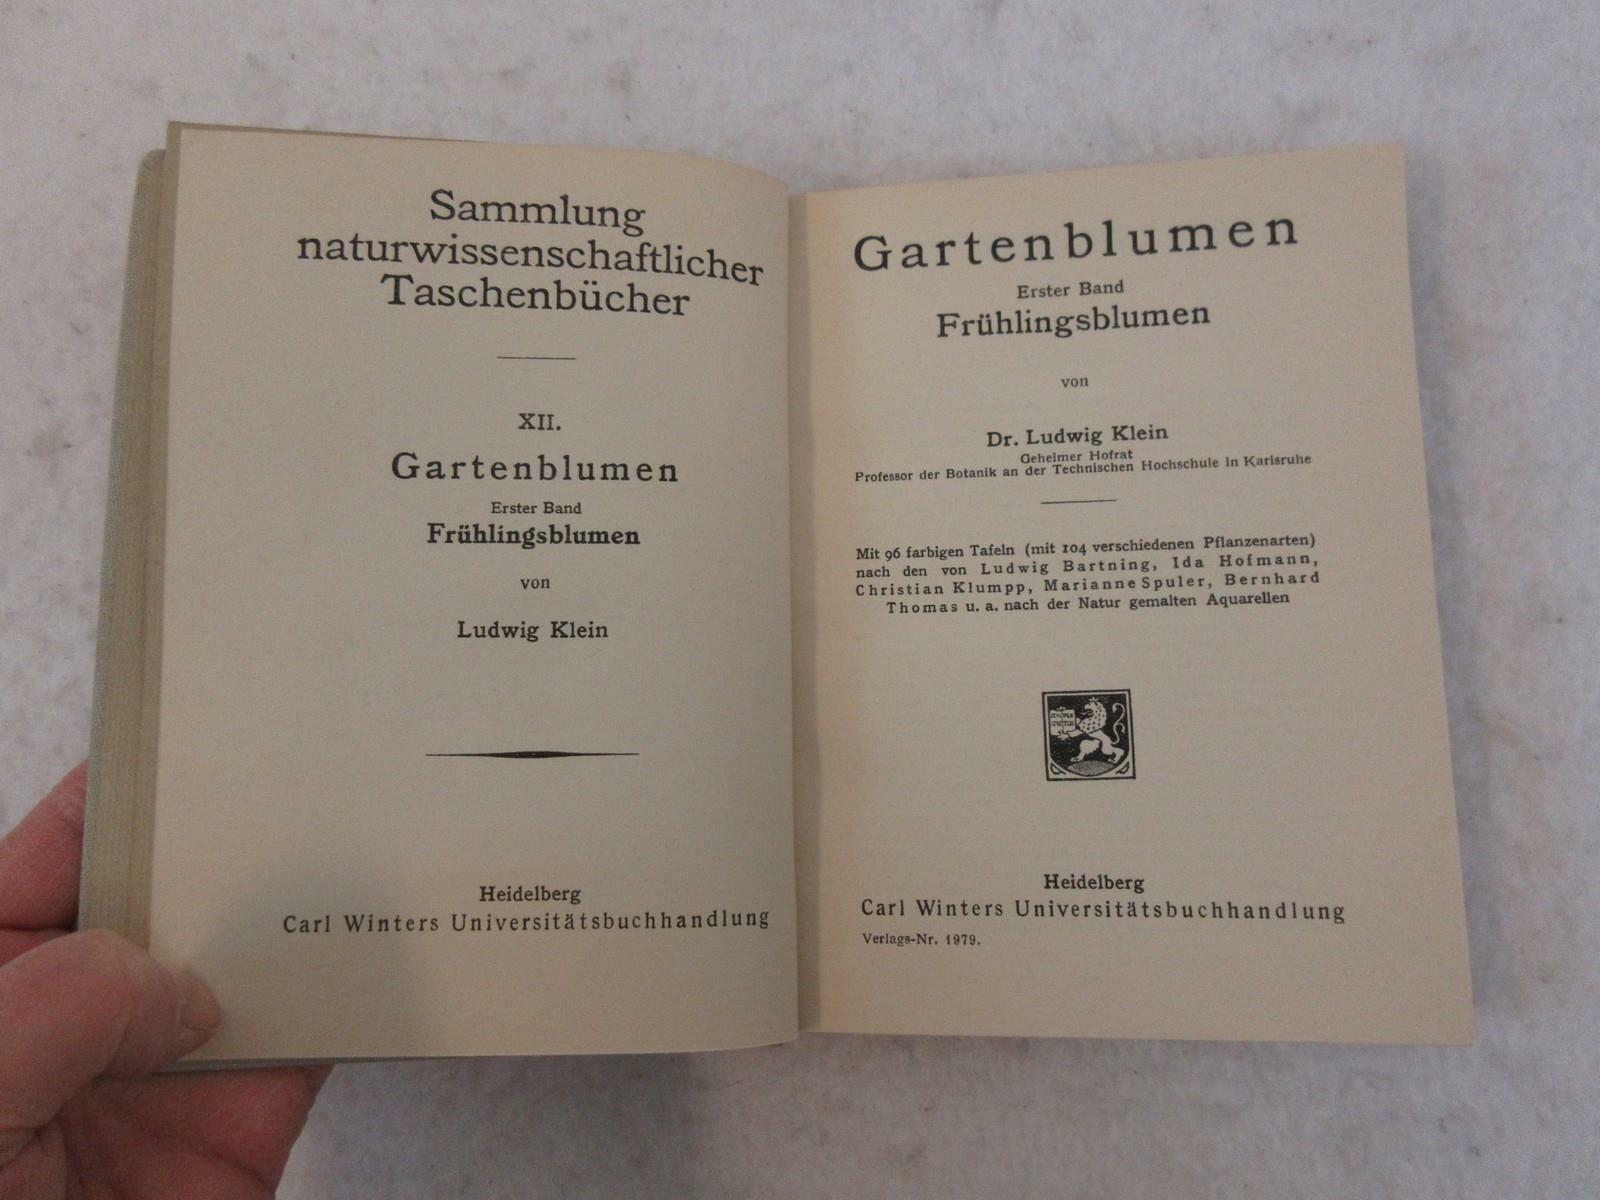 Sammlung
naturwissenschaftlicher
Taschenbücher
XII.
Gartenblumen
Erster Band
Frühlingsblumen
von
Ludwig Klein
Heidelberg
Carl Winters Universitätsbuchhandlung
Gartenblumen
Erster Band
Frühlingsblumen
von
Dr. Ludwig Klein
Geheimer Hofrat
Professor der Botanik an der Technischen Hochschule in Karlsruhe
Mit 96 farbigen Tafeln (mit 104 verschiedenen Pflanzenarten)
nach den von Ludwig Bartning, Ida Hofmann,
Christian Klumpp, Marianne Spuler, Bernhard
Thomas u. a. nach der Natur gemalten Aquarellen
Heidelberg
Carl Winters Universitätsbuchhandlung
Verlags-Nr. 1979.